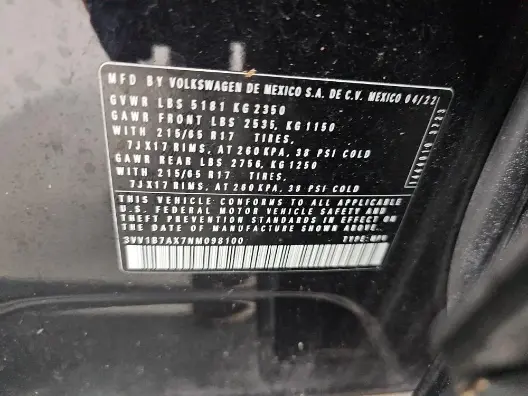 MFD BY VOLKSWAGEN DE MEXICO S.A. DE C.V. MEXICO 04/22
GVWR LBS 5181 KG 2350
GAWR FRONT LBS 2535, KG 1150
WITH 215/65 R17 TIRES,
7JX17 RIMS, AT 260 KPA, 38 PSI COLD
GAWR REAR LBS 2756, KG 1250
WITH 215/65 R17 TIRES,
7JX17 RIMS, AT 260 KPA, 38 PSI COLD
THIS VEHICLE CONFORMS TO ALL APPLICABLE
U.S. FEDERAL MOTOR VEHICLE SAFETY AND
THEFT PREVENTION STANDARDS IN EFFECT ON
THE DATE OF MANUFACTURE SHOWN ABOVE.
3VV1B7AX7NM098100 TYPE: MPV